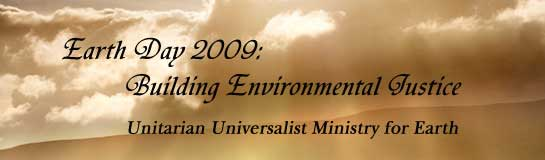 Earth Day 2009:
Building Environmental Justice
Unitarian Universalist Ministry for Earth